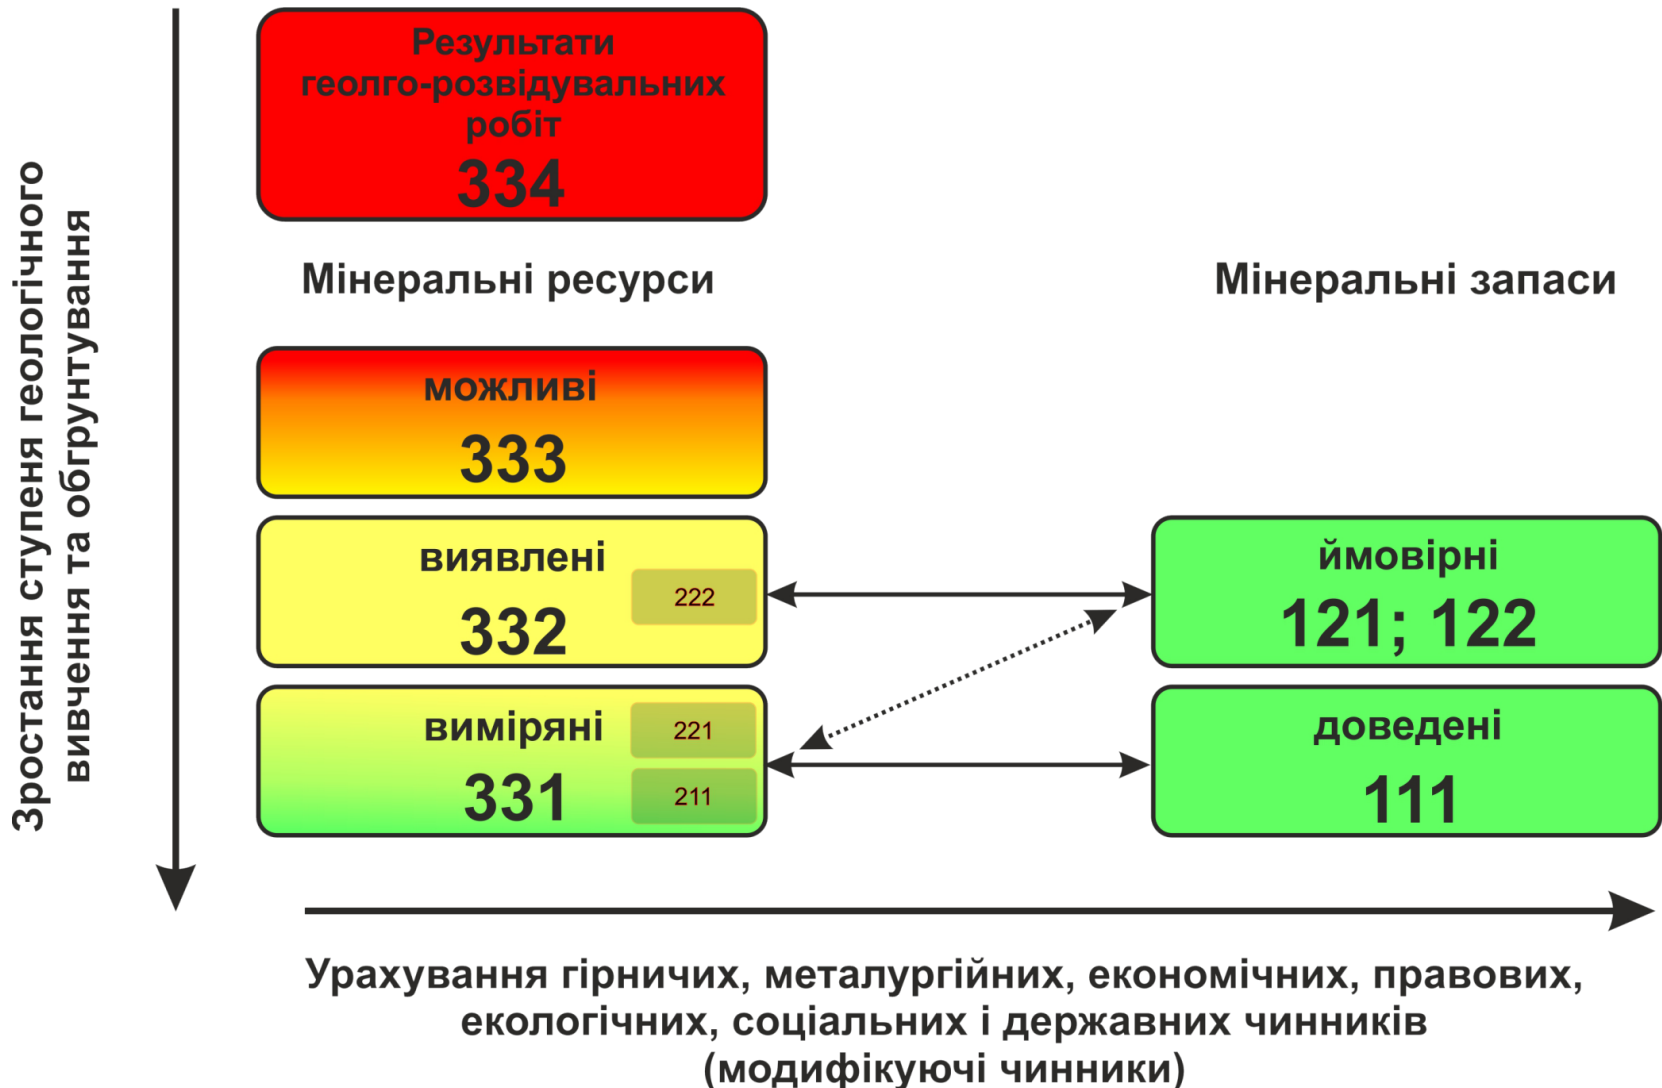 Результати
геолго-розвідувальних
робіт
334
Мінеральні ресурси
Мінеральні запаси
можливі
333
виявлені
222
332
ймовірні
121; 122
виміряні
221
331
211
доведені
111
Зростання ступеня геологічного
вивчення та обгрунтування
Урахування гірничих, металургійних, економічних, правових,
екологічних, соціальних і державних чинників
(модифікуючі чинники)